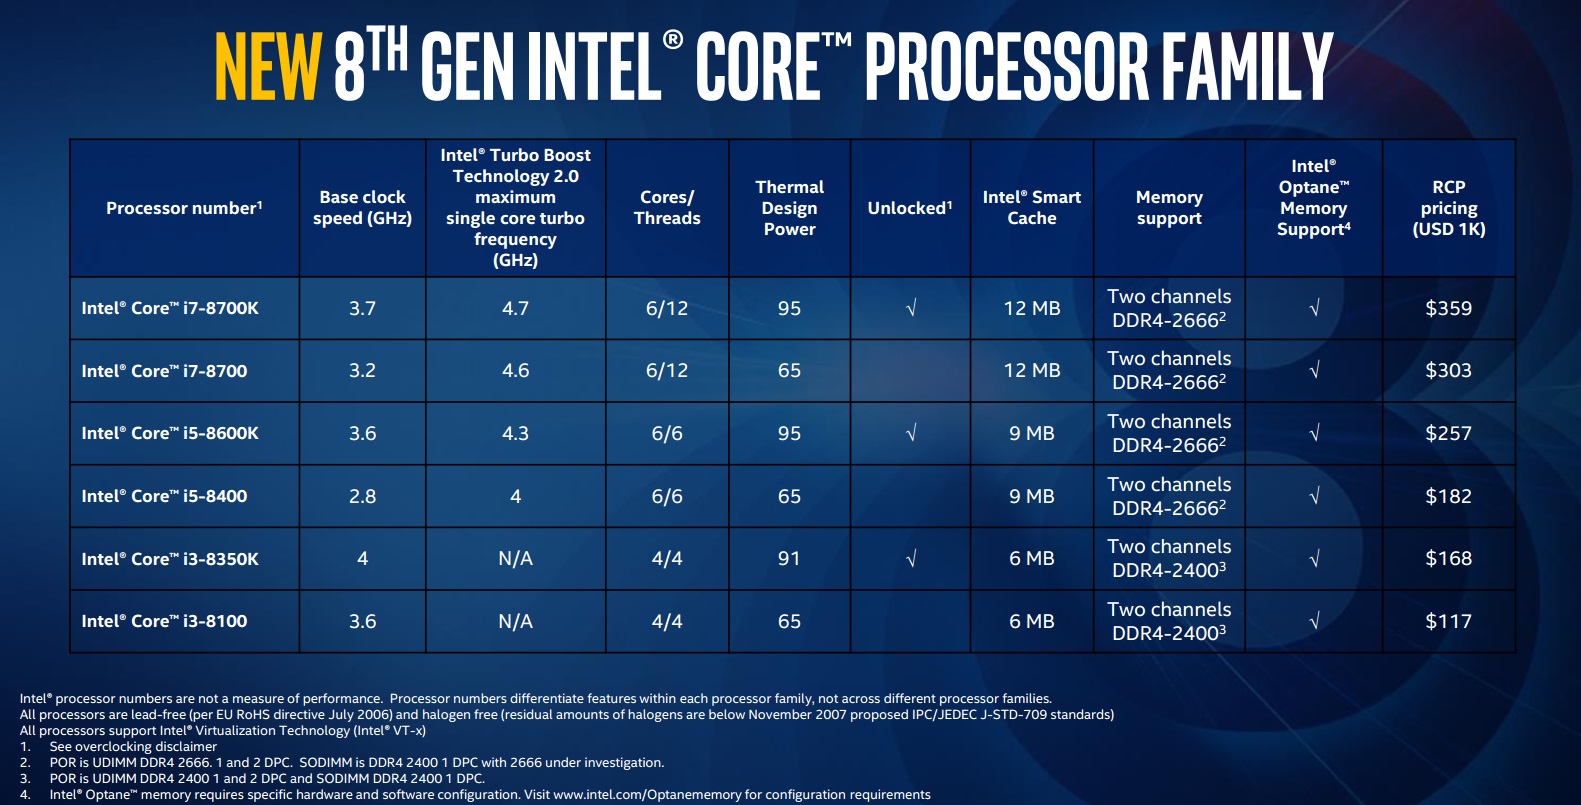 NEW 8TH GEN INTEL® CORE™ PROCESSOR FAMILY
Processor number1
Base clock
speed (GHz)
Intel® Turbo Boost
Technology 2.0
maximum
single core turbo
frequency
(GHz)
Cores/
Threads
Thermal
Design
Power
Unlocked1
Intel® Smart
Cache
Memory
support
Intel®
Optane™
Memory
Support4
RCP
pricing
(USD 1K)
Intel® Core™ i7-8700K 3.7 4.7 6/12 95 √ 12 MB Two channels
DDR4-26662 √ $359
Intel® Core™ i7-8700 3.2 4.6 6/12 65 12 MB Two channels
DDR4-26662 √ $303
Intel® Core™ i5-8600K 3.6 4.3 6/6 95 √ 9 MB Two channels
DDR4-26662 √ $257
Intel® Core™ i5-8400 2.8 4 6/6 65 9 MB Two channels
DDR4-26662 √ $182
Intel® Core™ i3-8350K 4 N/A 4/4 91 √ 6 MB Two channels
DDR4-24003 √ $168
Intel® Core™ i3-8100 3.6 N/A 4/4 65 6 MB Two channels
DDR4-24003 √ $117
Intel® processor numbers are not a measure of performance. Processor numbers differentiate features within each processor family, not across different processor families.
All processors are lead-free (per EU RoHS directive July 2006) and halogen free (residual amounts of halogens are below November 2007 proposed IPC/JEDEC J-STD-709 standards)
All processors support Intel® Virtualization Technology (Intel® VT-x)
1. See overclocking disclaimer
2. POR is UDIMM DDR4 2666. 1 and 2 DPC. SODIMM is DDR4 2400 1 DPC with 2666 under investigation.
3. POR is UDIMM DDR4 2400 1 and 2 DPC and SODIMM DDR4 2400 1 DPC.
4. Intel® Optane™ memory requires specific hardware and software configuration. Visit www.intel.com/Optanememory for configuration requirements